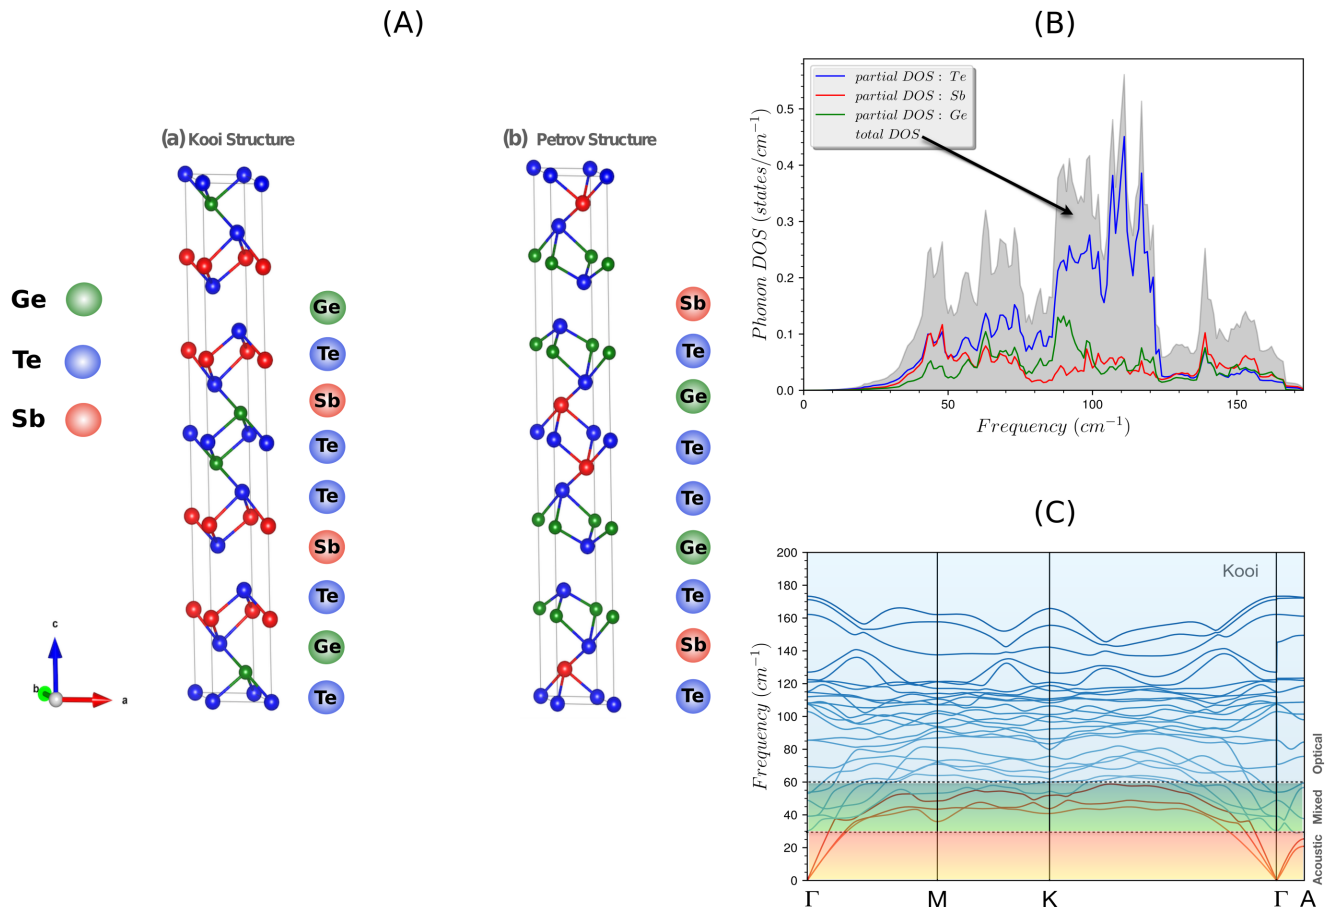 (A)
(a) Kooi Structure
(b) Petrov Structure
Ge
Te
Sb
Ge
Te
Sb
Te
Te
Sb
Te
Ge
Te
Sb
Te
Ge
Te
Te
Ge
Te
Sb
Te
c
b
a
(B)
partial DOS : Te
partial DOS : Sb
partial DOS : Ge
total DOS
Phonon DOS (states/cm⁻¹)
0.5
0.4
0.3
0.2
0.1
0.0
0 50 100 150
Frequency (cm⁻¹)
(C)
Kooi
Frequency (cm⁻¹)
200
180
160
140
120
100
80
60
40
20
0
Γ M K Γ A
Optical
Mixed
Acoustic